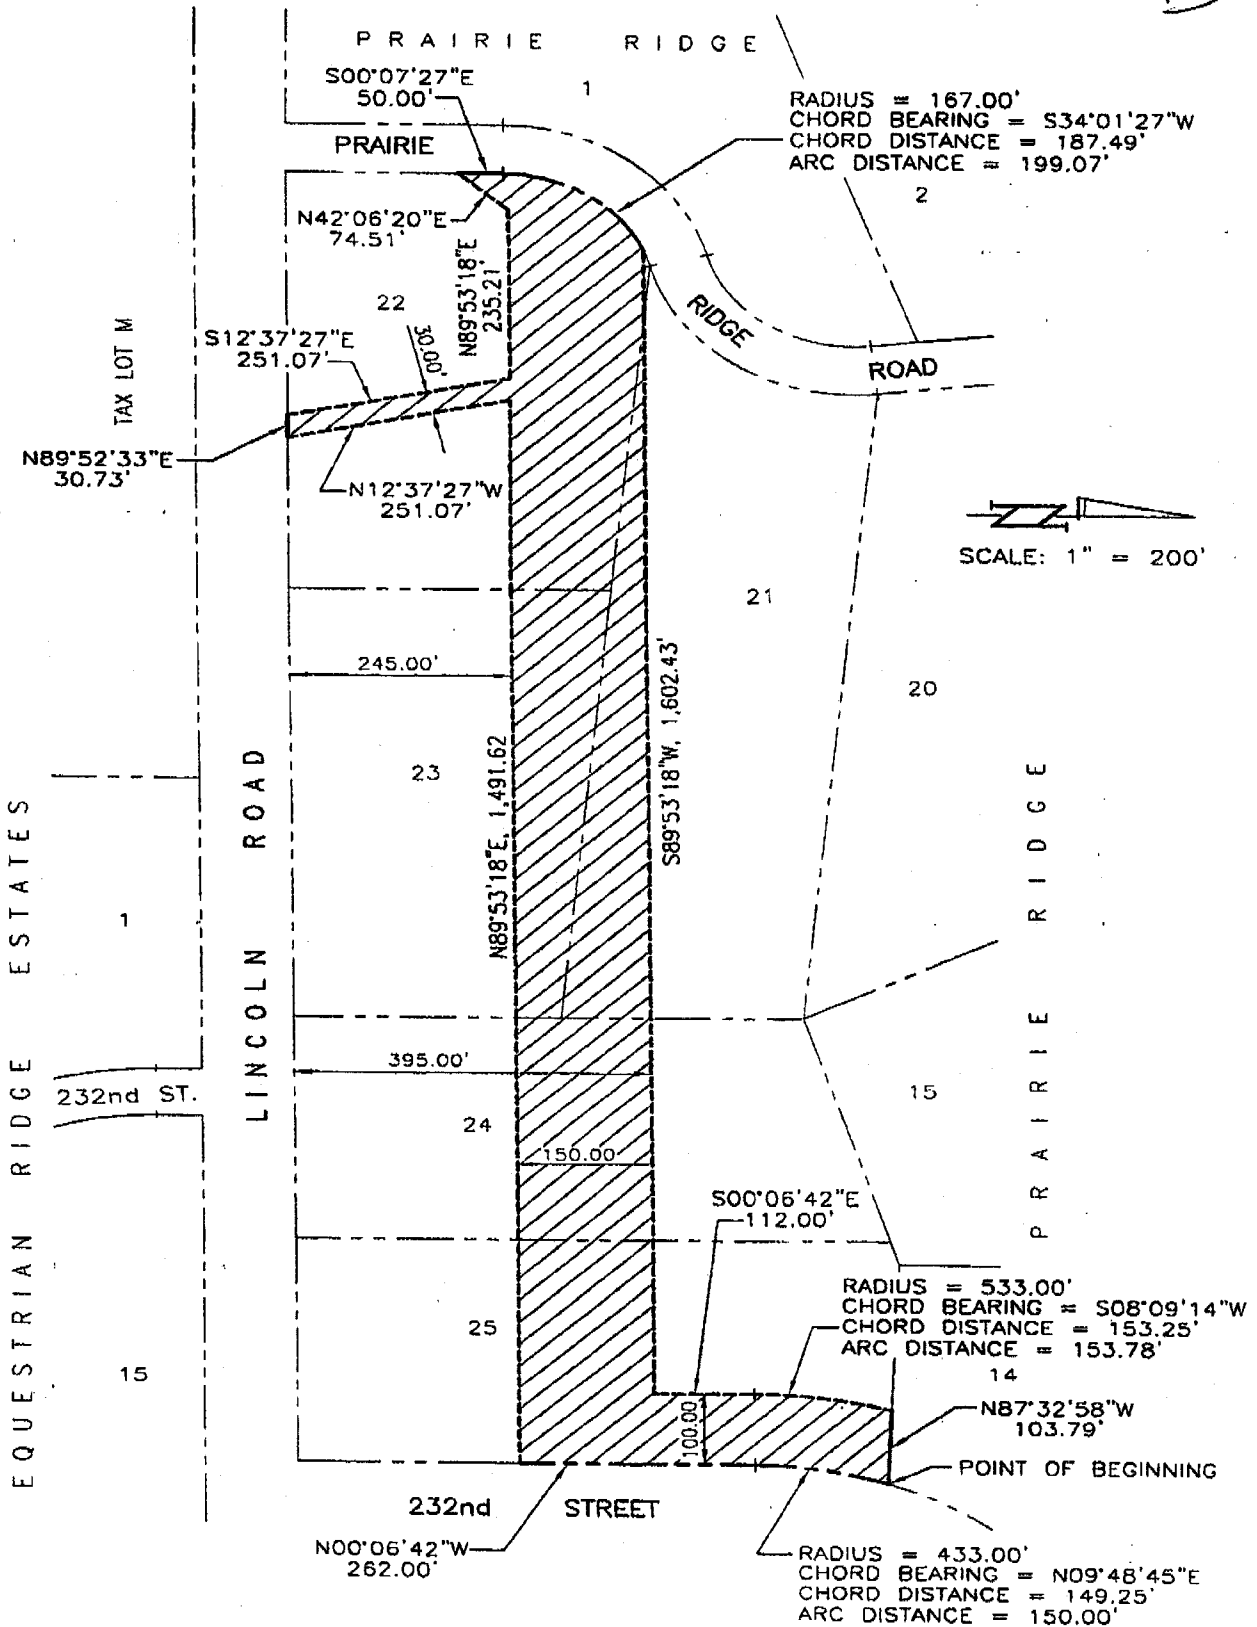 PRAIRIE RIDGE
S00°07'27"E
50.00'
1
RADIUS = 167.00'
CHORD BEARING = S34°01'27"W
CHORD DISTANCE = 187.49'
ARC DISTANCE = 199.07'
PRAIRIE
2
N42°06'20"E
74.51'
N89°53'18"E
235.21'
22
30.00'
RIDGE
ROAD
TAX LOT M
S12°37'27"E
251.07'
N89°52'33"E
30.73'
N12°37'27"W
251.07'
SCALE: 1" = 200'
21
245.00'
20
S89°53'18"W, 1,602.43'
23
N89°53'18"E, 1,491.62
LINCOLN ROAD
EQUESTRIAN RIDGE ESTATES
1
PRAIRIE RIDGE
395.00'
232nd ST.
15
24
150.00
S00°06'42"E
112.00'
RADIUS = 533.00'
CHORD BEARING = S08°09'14"W
CHORD DISTANCE = 153.25'
ARC DISTANCE = 153.78'
25
15
14
100.00
N87°32'58"W
103.79'
POINT OF BEGINNING
232nd STREET
N00°06'42"W
262.00'
RADIUS = 433.00'
CHORD BEARING = N09°48'45"E
CHORD DISTANCE = 149.25'
ARC DISTANCE = 150.00'